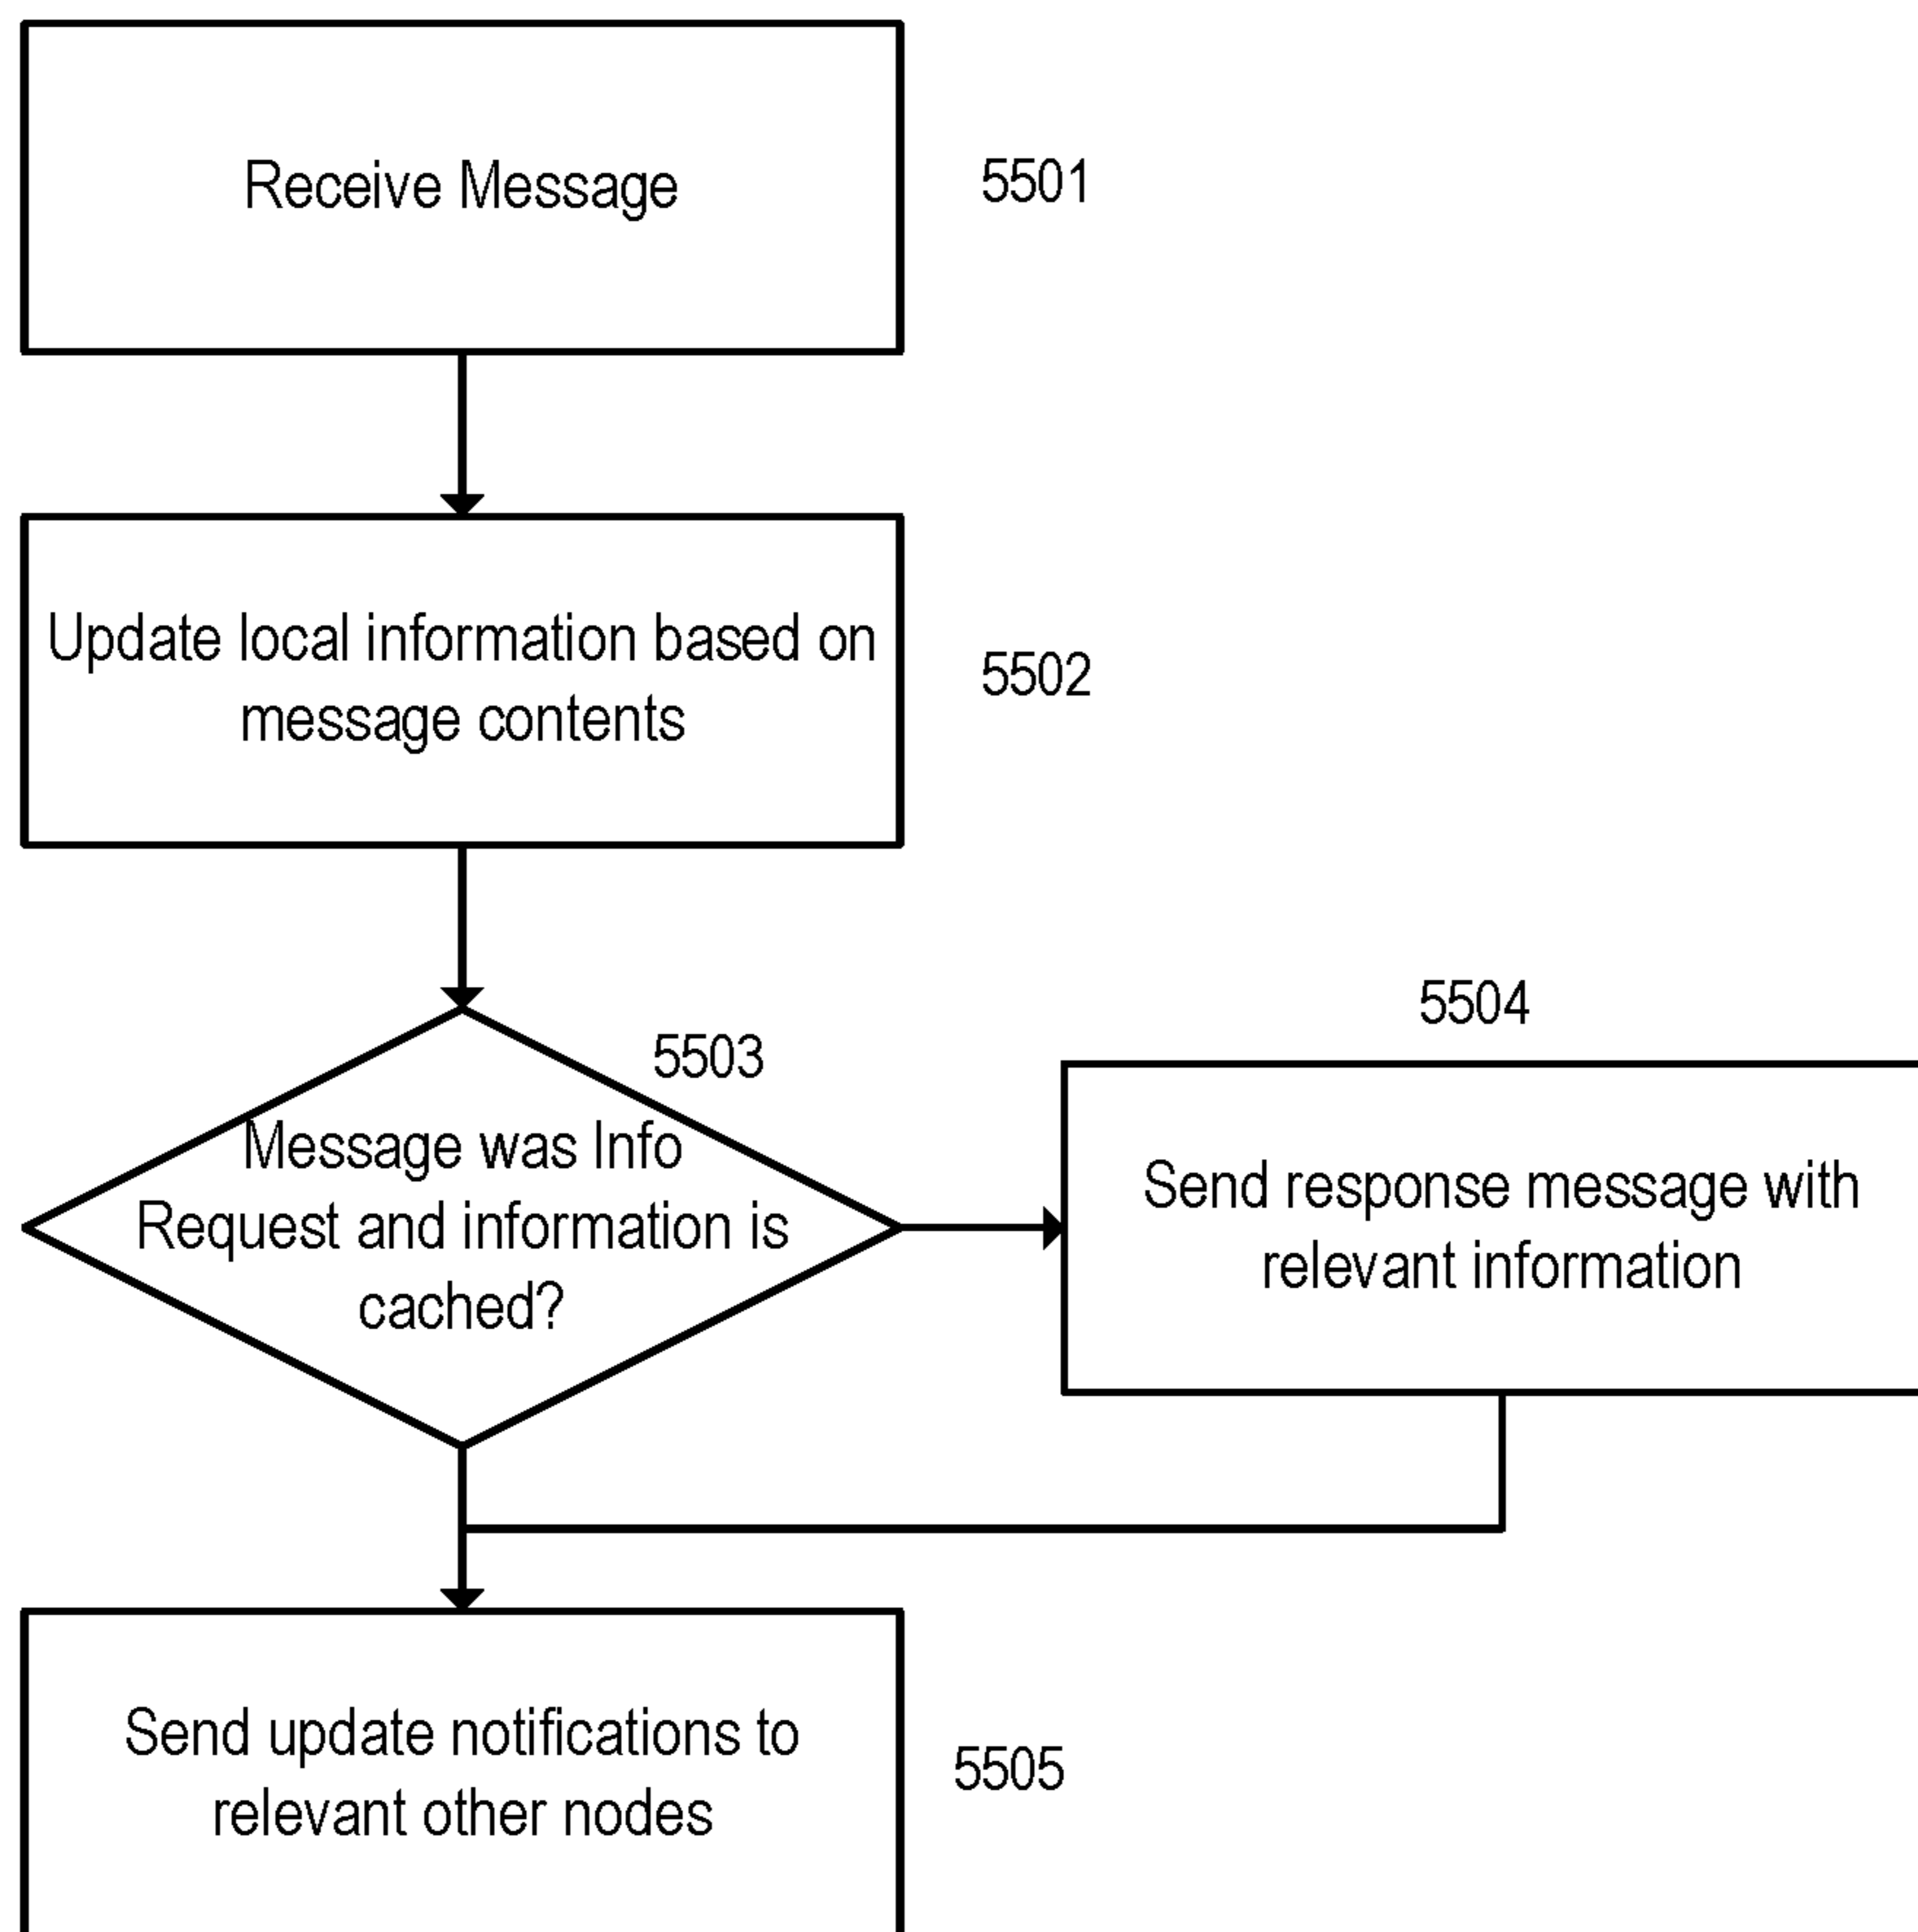 Receive Message
5501
Update local information based on
message contents
5502
5503
Message was Info
Request and information is
cached?
5504
Send response message with
relevant information
Send update notifications to
relevant other nodes
5505